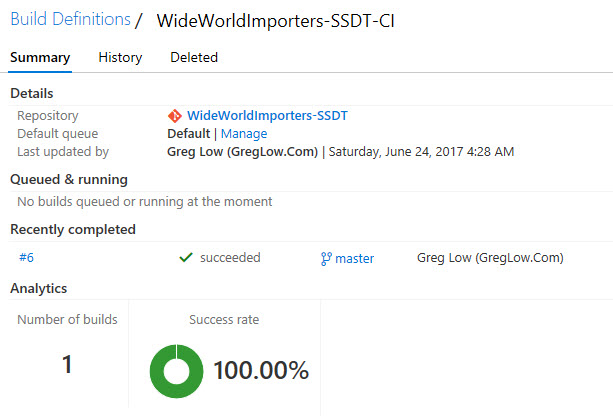 Build Definitions / WideWorldImporters-SSDT-CI
Summary History Deleted
Details
Repository WideWorldImporters-SSDT
Default queue Default | Manage
Last updated by Greg Low (GregLow.Com) | Saturday, June 24, 2017 4:28 AM
Queued & running
No builds queued or running at the moment
Recently completed
#6 succeeded master Greg Low (GregLow.Com)
Analytics
Number of builds Success rate
1 100.00%